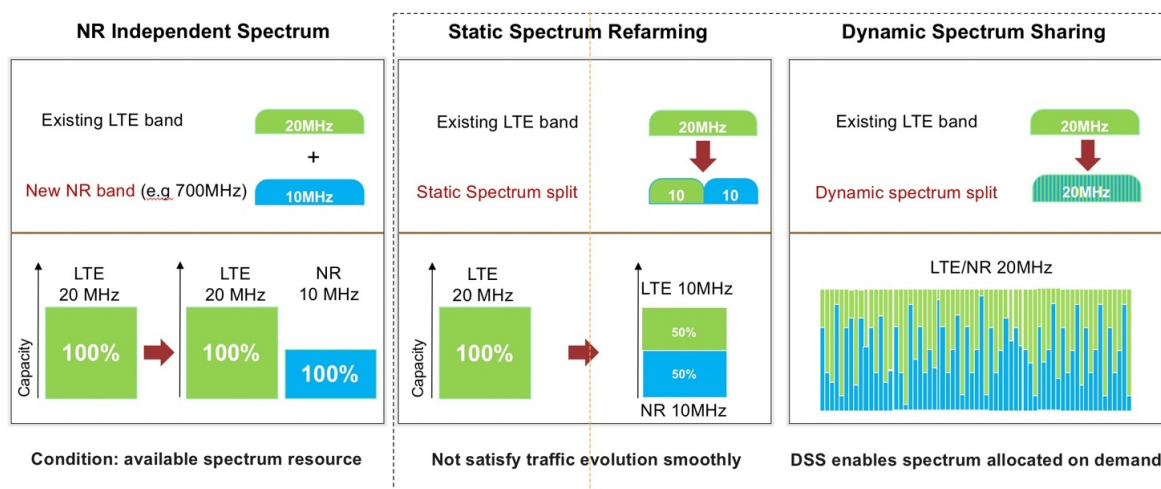 NR Independent Spectrum
Existing LTE band
20MHz
+
New NR band (e.g 700MHz)
10MHz
Capacity
LTE
20 MHz
100%
LTE
20 MHz
100%
NR
10 MHz
100%
Condition: available spectrum resource
Static Spectrum Refarming
Existing LTE band
20MHz
Static Spectrum split
10
10
Capacity
LTE
20 MHz
100%
LTE 10MHz
50%
50%
NR 10MHz
Not satisfy traffic evolution smoothly
Dynamic Spectrum Sharing
Existing LTE band
20MHz
Dynamic spectrum split
20MHz
LTE/NR 20MHz
DSS enables spectrum allocated on demand